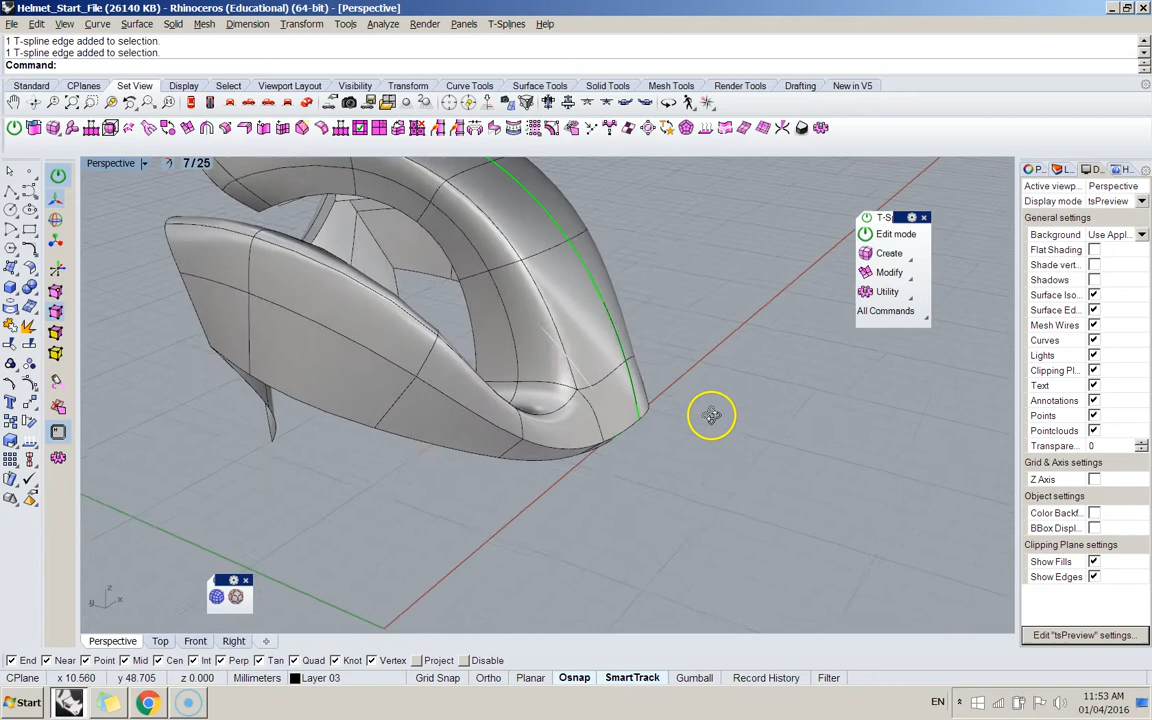 Helmet_Start_File (26140 KB) - Rhinoceros (Educational) (64-bit) - [Perspective]
File Edit View Curve Surface Solid Mesh Dimension Transform Tools Analyze Render Panels T-Splines Help
1 T-spline edge added to selection.
1 T-spline edge added to selection.
Command:
Standard CPlanes Set View Display Select Viewport Layout Visibility Transform Curve Tools Surface Tools Solid Tools Mesh Tools Render Tools Drafting New in V5
Perspective 7/25
P... L... D... H...
Active viewp... Perspective
Display mode tsPreview
General settings
Background Use Appl...
Flat Shading
Shade vert...
Shadows
Surface Iso...
Surface Ed...
Mesh Wires
Curves
Lights
Clipping Pl...
Text
Annotations
Points
Pointclouds
Transpare... 0
Grid & Axis settings
Z Axis
Object settings
Color Backf...
BBox Displ...
Clipping Plane settings
Show Fills
Show Edges
Edit "tsPreview" settings...
T-S
Edit mode
Create
Modify
Utility
All Commands
z
y x
Perspective Top Front Right
End Near Point Mid Cen Int Perp Tan Quad Knot Vertex Project Disable
CPlane x 10.560 y 48.705 z 0.000 Millimeters Layer 03 Grid Snap Ortho Planar Osnap SmartTrack Gumball Record History Filter
Start EN 11:53 AM
01/04/2016